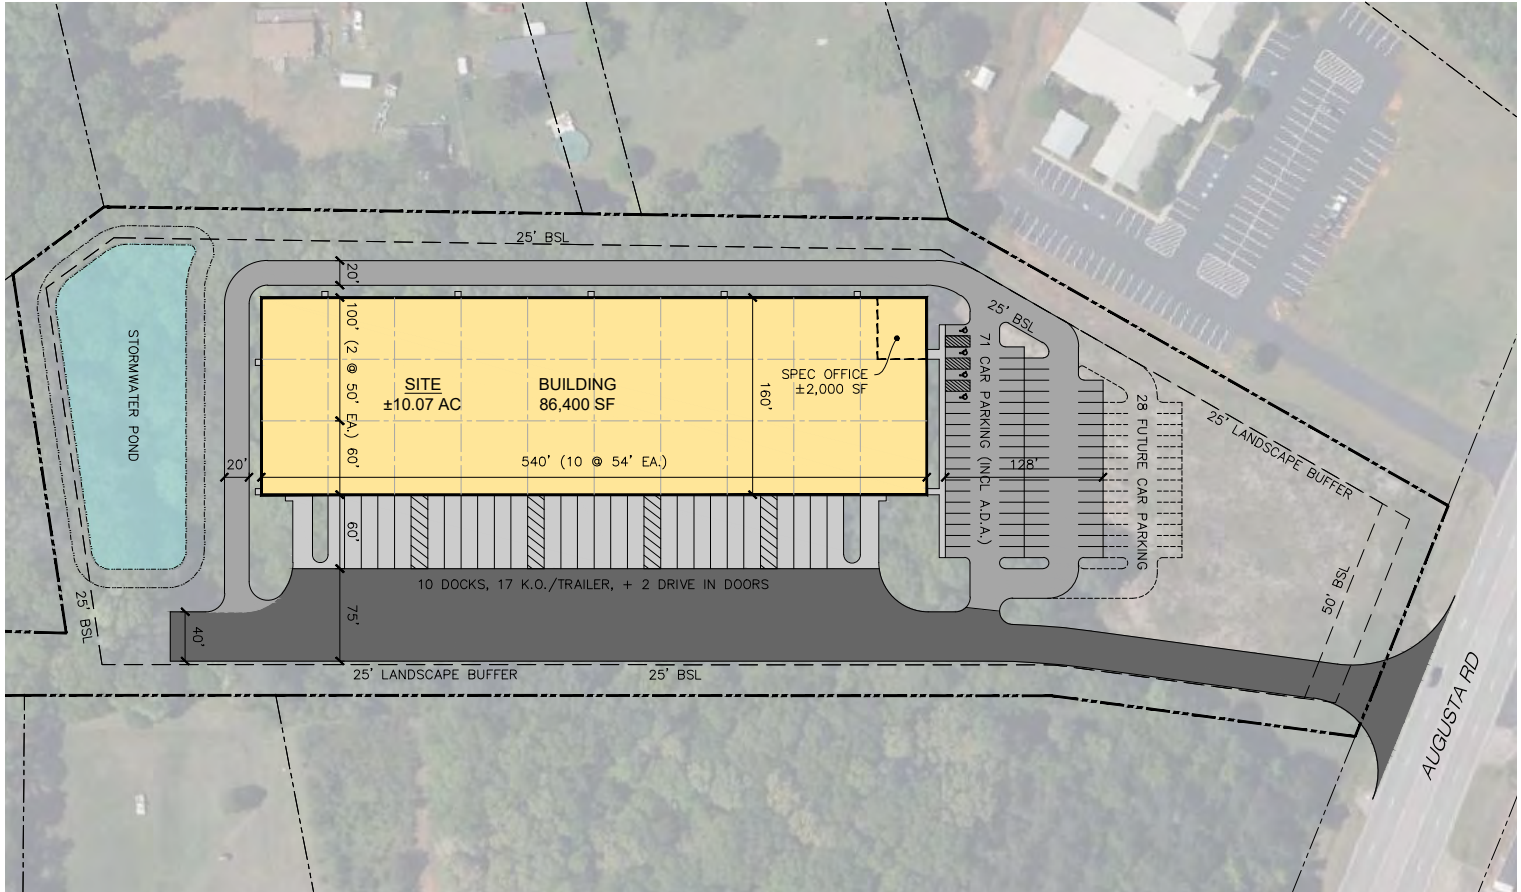 25' BSL
20'
100' (2 @ 50' EA.)
60'
STORMWATER POND
SITE
±10.07 AC
BUILDING
86,400 SF
SPEC OFFICE
±2,000 SF
160'
540' (10 @ 54' EA.)
20'
25' BSL
71 CAR PARKING (INCL A.D.A.)
128'
28 FUTURE CAR PARKING
25' LANDSCAPE BUFFER
60'
10 DOCKS, 17 K.O./TRAILER, + 2 DRIVE IN DOORS
75'
40'
25' BSL
50' BSL
25' LANDSCAPE BUFFER
25' BSL
AUGUSTA RD